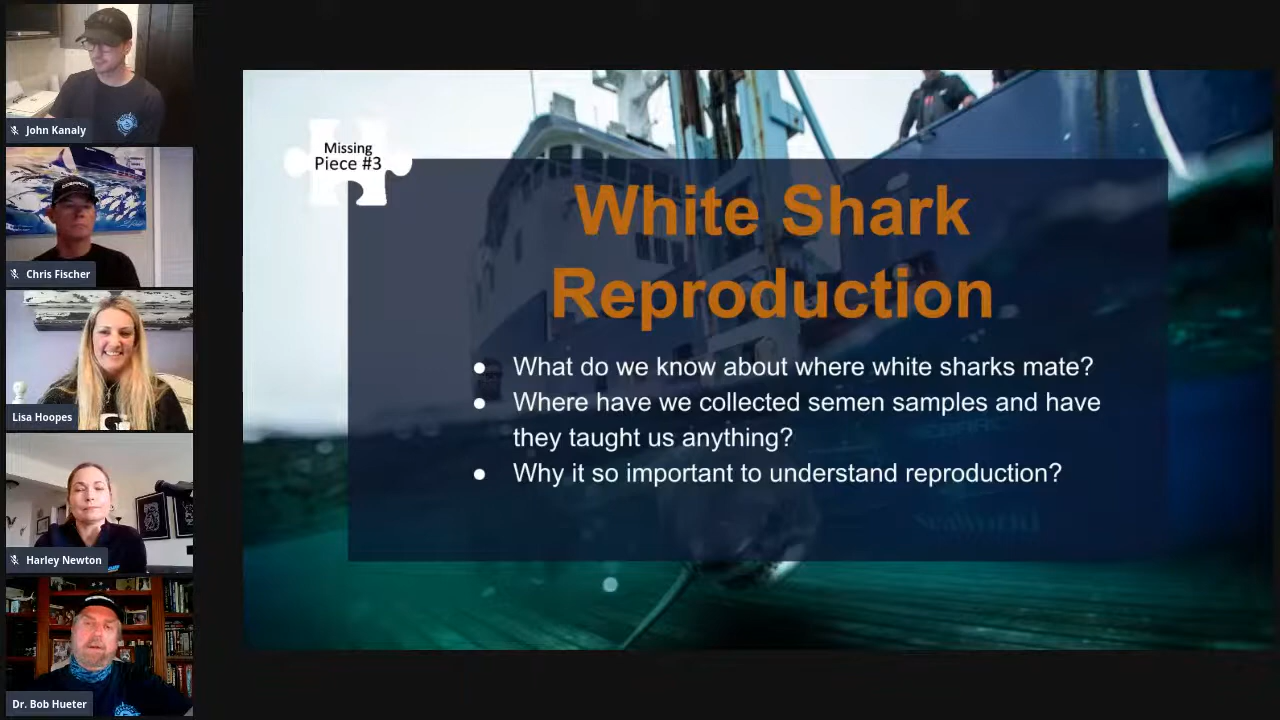 John Kanaly
Chris Fischer
Lisa Hoopes
Harley Newton
Dr. Bob Hueter
Missing
Piece #3
White Shark
Reproduction
● What do we know about where white sharks mate?
● Where have we collected semen samples and have
they taught us anything?
● Why it so important to understand reproduction?
SeaWorld